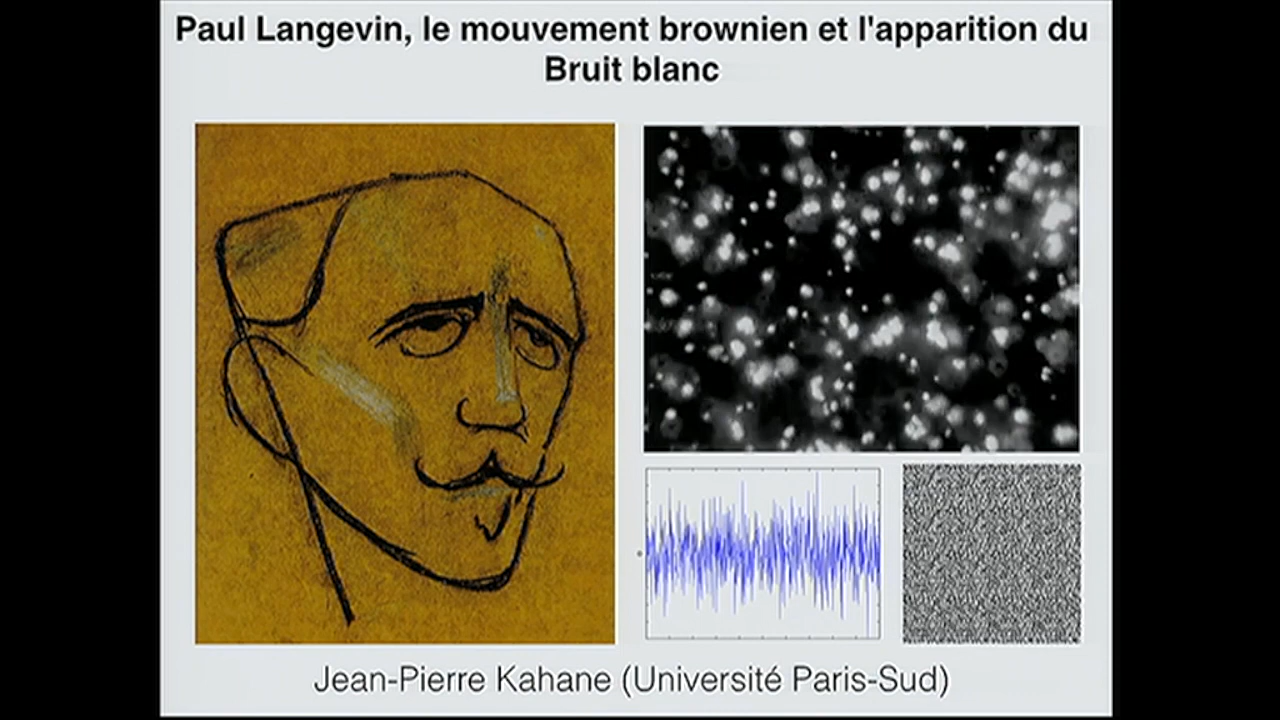 Paul Langevin, le mouvement brownien et l'apparition du
Bruit blanc
Jean-Pierre Kahane (Université Paris-Sud)